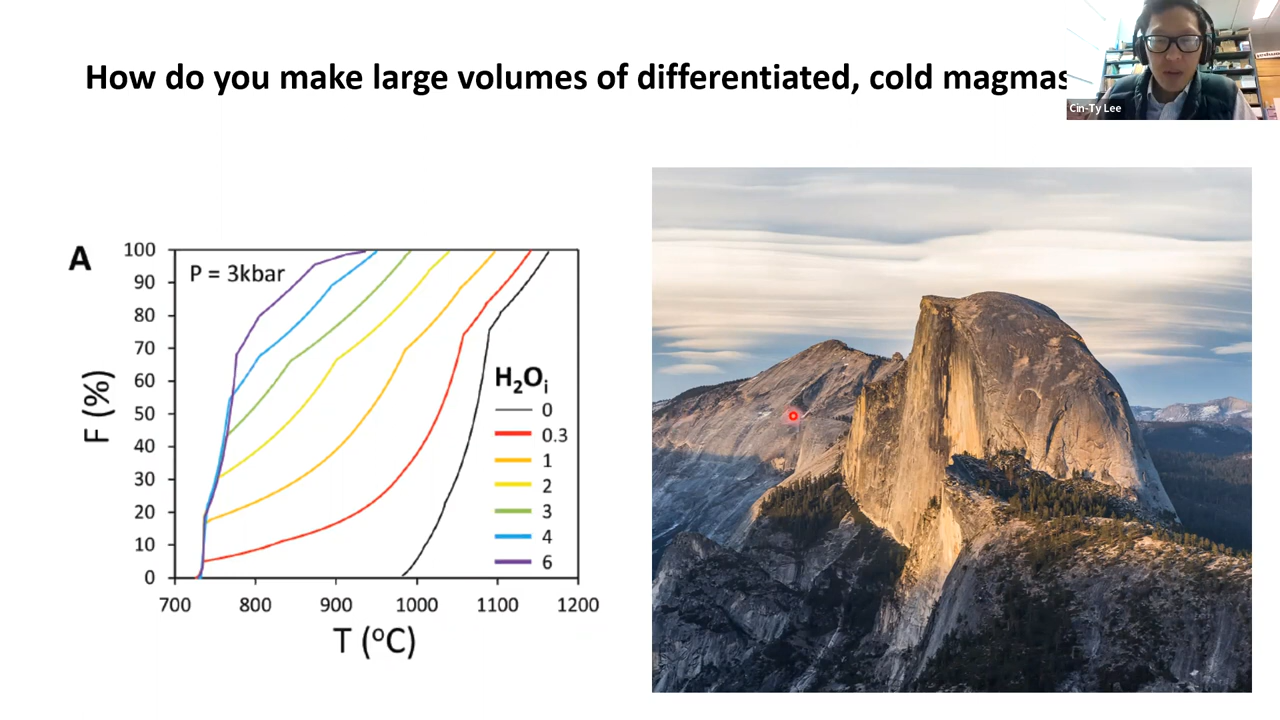 How do you make large volumes of differentiated, cold magmas
Cin-Ty Lee
A
P = 3kbar
F (%)
100
90
80
70
60
50
40
30
20
10
0
700 800 900 1000 1100 1200
T (°C)
H₂Oᵢ
0
0.3
1
2
3
4
6